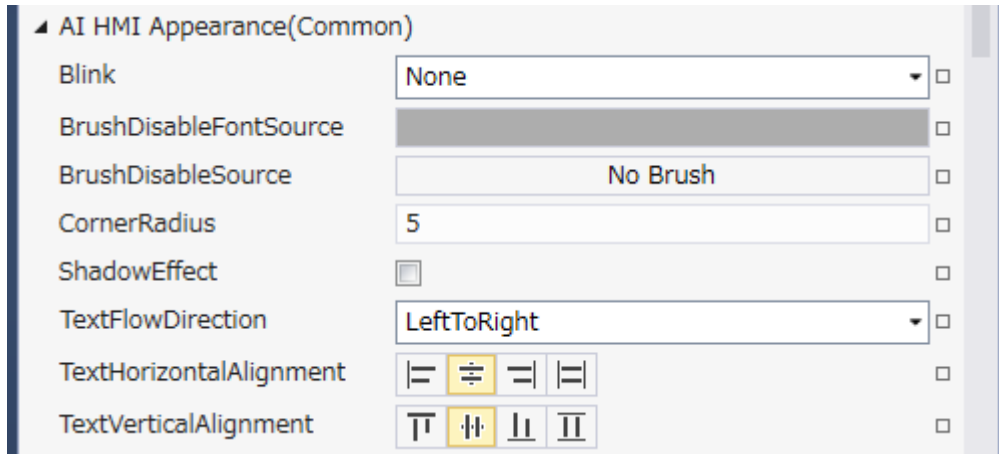 AI HMI Appearance(Common)
Blink None
BrushDisableFontSource
BrushDisableSource No Brush
CornerRadius 5
ShadowEffect
TextFlowDirection LeftToRight
TextHorizontalAlignment
TextVerticalAlignment